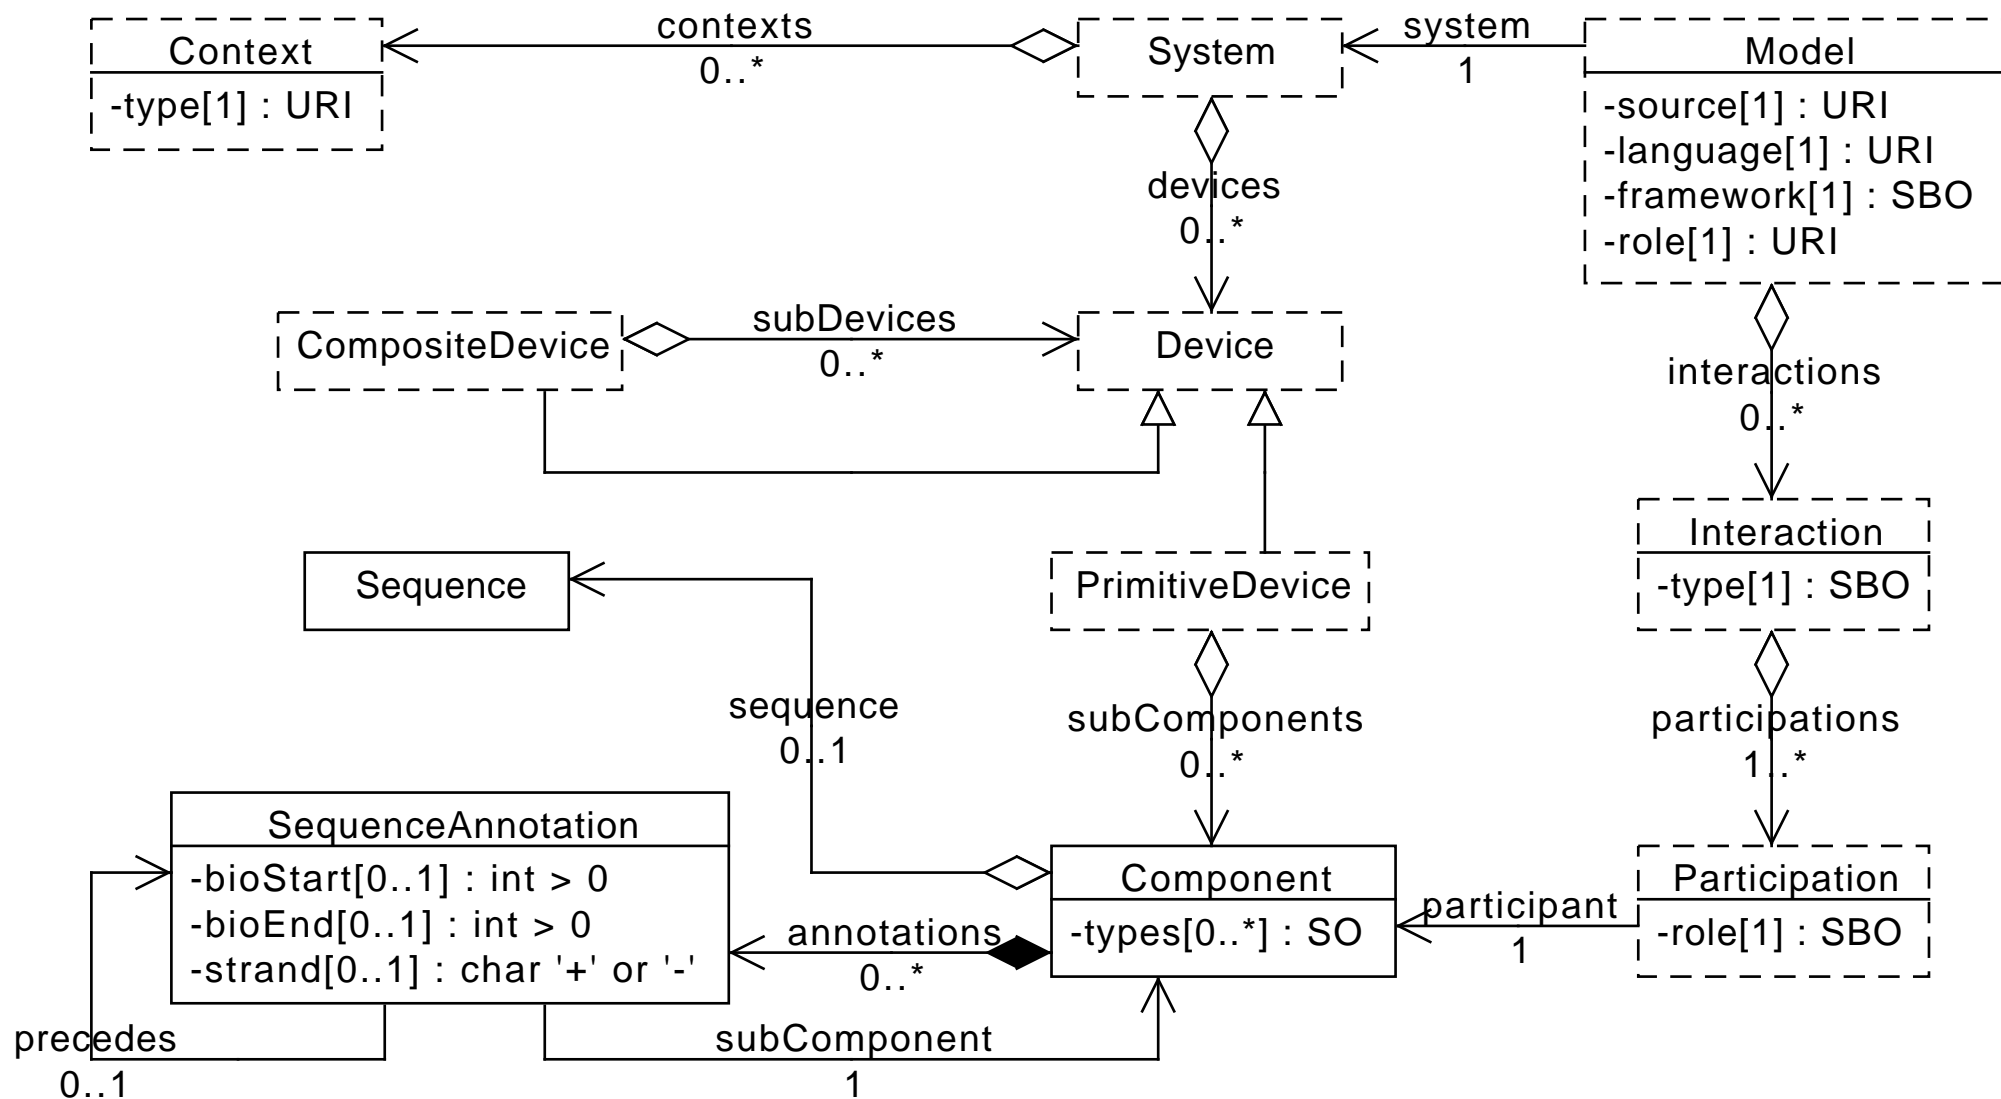 contexts
0..*
system
1
Context
-type[1] : URI
System
Model
-source[1] : URI
-language[1] : URI
-framework[1] : SBO
-role[1] : URI
devices
0..*
CompositeDevice
subDevices
0..*
Device
interactions
0..*
Sequence
PrimitiveDevice
Interaction
-type[1] : SBO
sequence
0..1
subComponents
0..*
participations
1..*
SequenceAnnotation
-bioStart[0..1] : int > 0
-bioEnd[0..1] : int > 0
-strand[0..1] : char '+' or '-'
annotations
0..*
Component
-types[0..*] : SO
participant
1
Participation
-role[1] : SBO
precedes
0..1
subComponent
1